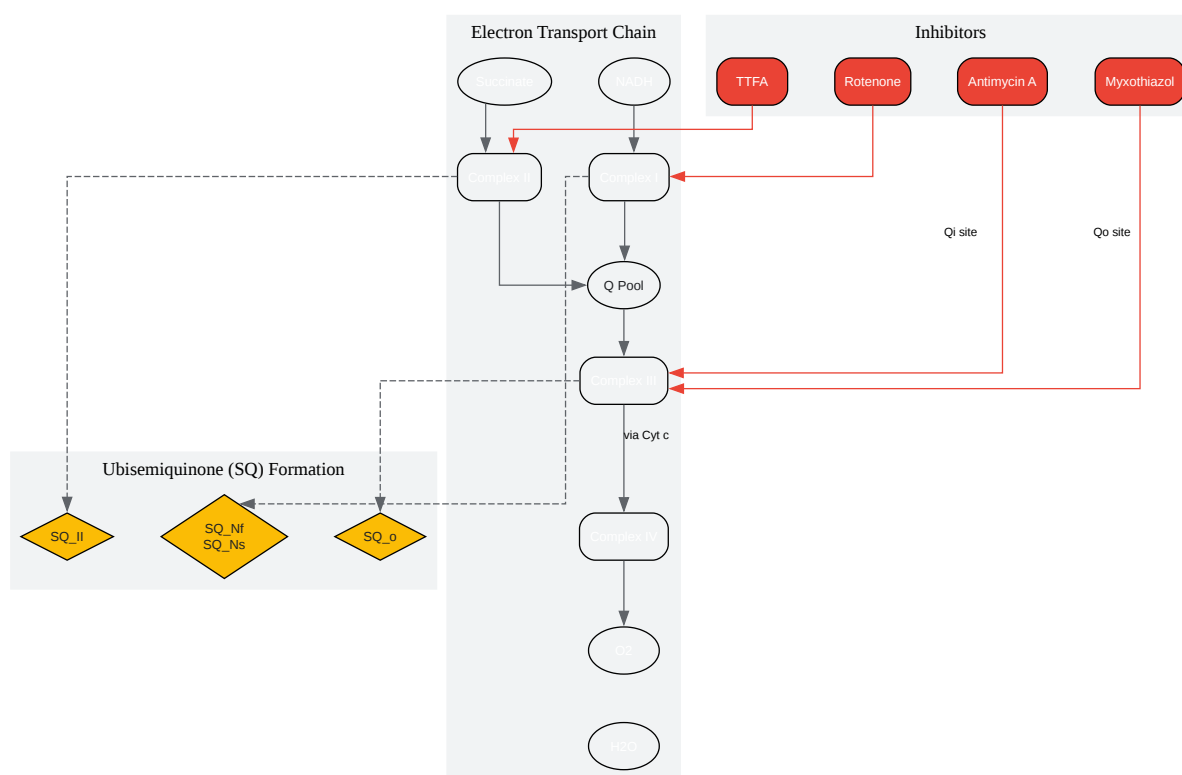 Electron Transport Chain
Inhibitors
Succinate
NADH
TTFA
Rotenone
Antimycin A
Myxothiazol
Complex II
Complex I
Qi site
Qo site
Q Pool
Complex III
via Cyt c
Ubisemiquinone (SQ) Formation
SQ_II
SQ_Nf
SQ_Ns
SQ_o
Complex IV
O2
H2O